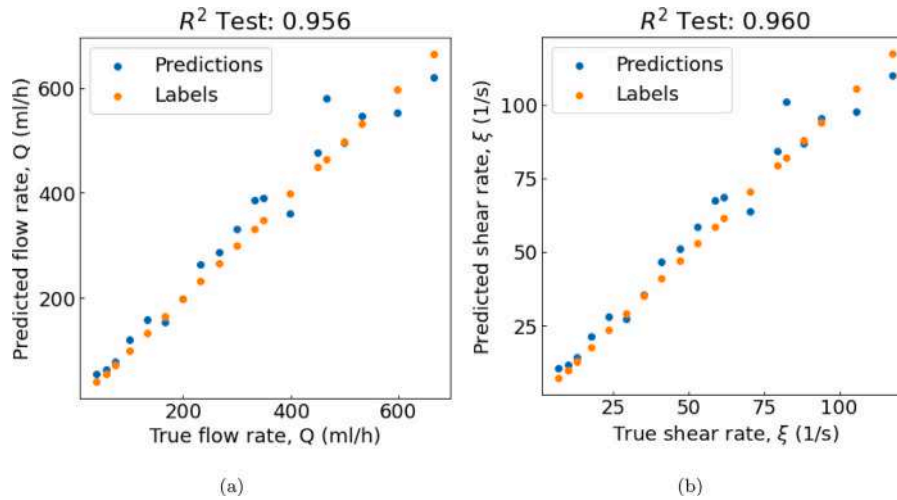 R² Test: 0.956
Predictions
Labels
Predicted flow rate, Q (ml/h)
600
400
200
200 400 600
True flow rate, Q (ml/h)
(a)
R² Test: 0.960
Predictions
Labels
Predicted shear rate, ξ (1/s)
100
75
50
25
25 50 75 100
True shear rate, ξ (1/s)
(b)